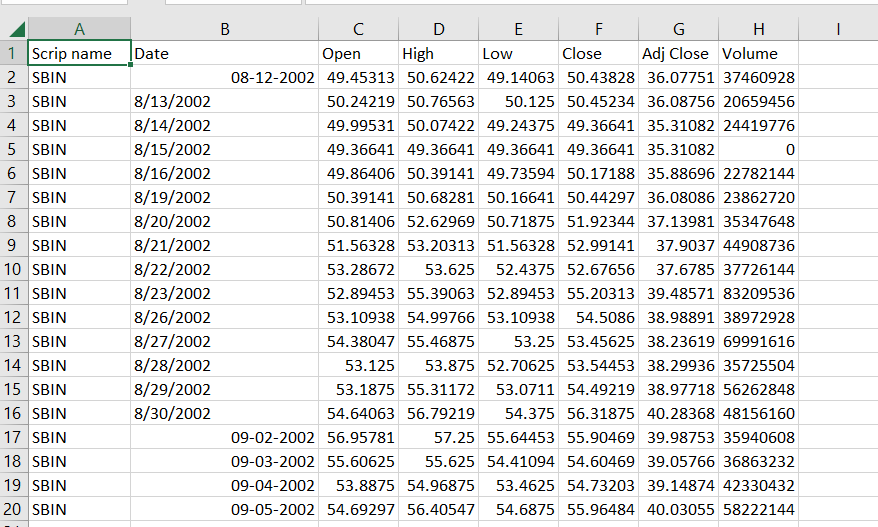 A B C D E F G H I
1 Scrip name Date Open High Low Close Adj Close Volume
2 SBIN 08-12-2002 49.45313 50.62422 49.14063 50.43828 36.07751 37460928
3 SBIN 8/13/2002 50.24219 50.76563 50.125 50.45234 36.08756 20659456
4 SBIN 8/14/2002 49.99531 50.07422 49.24375 49.36641 35.31082 24419776
5 SBIN 8/15/2002 49.36641 49.36641 49.36641 49.36641 35.31082 0
6 SBIN 8/16/2002 49.86406 50.39141 49.73594 50.17188 35.88696 22782144
7 SBIN 8/19/2002 50.39141 50.68281 50.16641 50.44297 36.08086 23862720
8 SBIN 8/20/2002 50.81406 52.62969 50.71875 51.92344 37.13981 35347648
9 SBIN 8/21/2002 51.56328 53.20313 51.56328 52.99141 37.9037 44908736
10 SBIN 8/22/2002 53.28672 53.625 52.4375 52.67656 37.6785 37726144
11 SBIN 8/23/2002 52.89453 55.39063 52.89453 55.20313 39.48571 83209536
12 SBIN 8/26/2002 53.10938 54.99766 53.10938 54.5086 38.98891 38972928
13 SBIN 8/27/2002 54.38047 55.46875 53.25 53.45625 38.23619 69991616
14 SBIN 8/28/2002 53.125 53.875 52.70625 53.54453 38.29936 35725504
15 SBIN 8/29/2002 53.1875 55.31172 53.0711 54.49219 38.97718 56262848
16 SBIN 8/30/2002 54.64063 56.79219 54.375 56.31875 40.28368 48156160
17 SBIN 09-02-2002 56.95781 57.25 55.64453 55.90469 39.98753 35940608
18 SBIN 09-03-2002 55.60625 55.625 54.41094 54.60469 39.05766 36863232
19 SBIN 09-04-2002 53.8875 54.96875 53.4625 54.73203 39.14874 42330432
20 SBIN 09-05-2002 54.69297 56.40547 54.6875 55.96484 40.03055 58222144